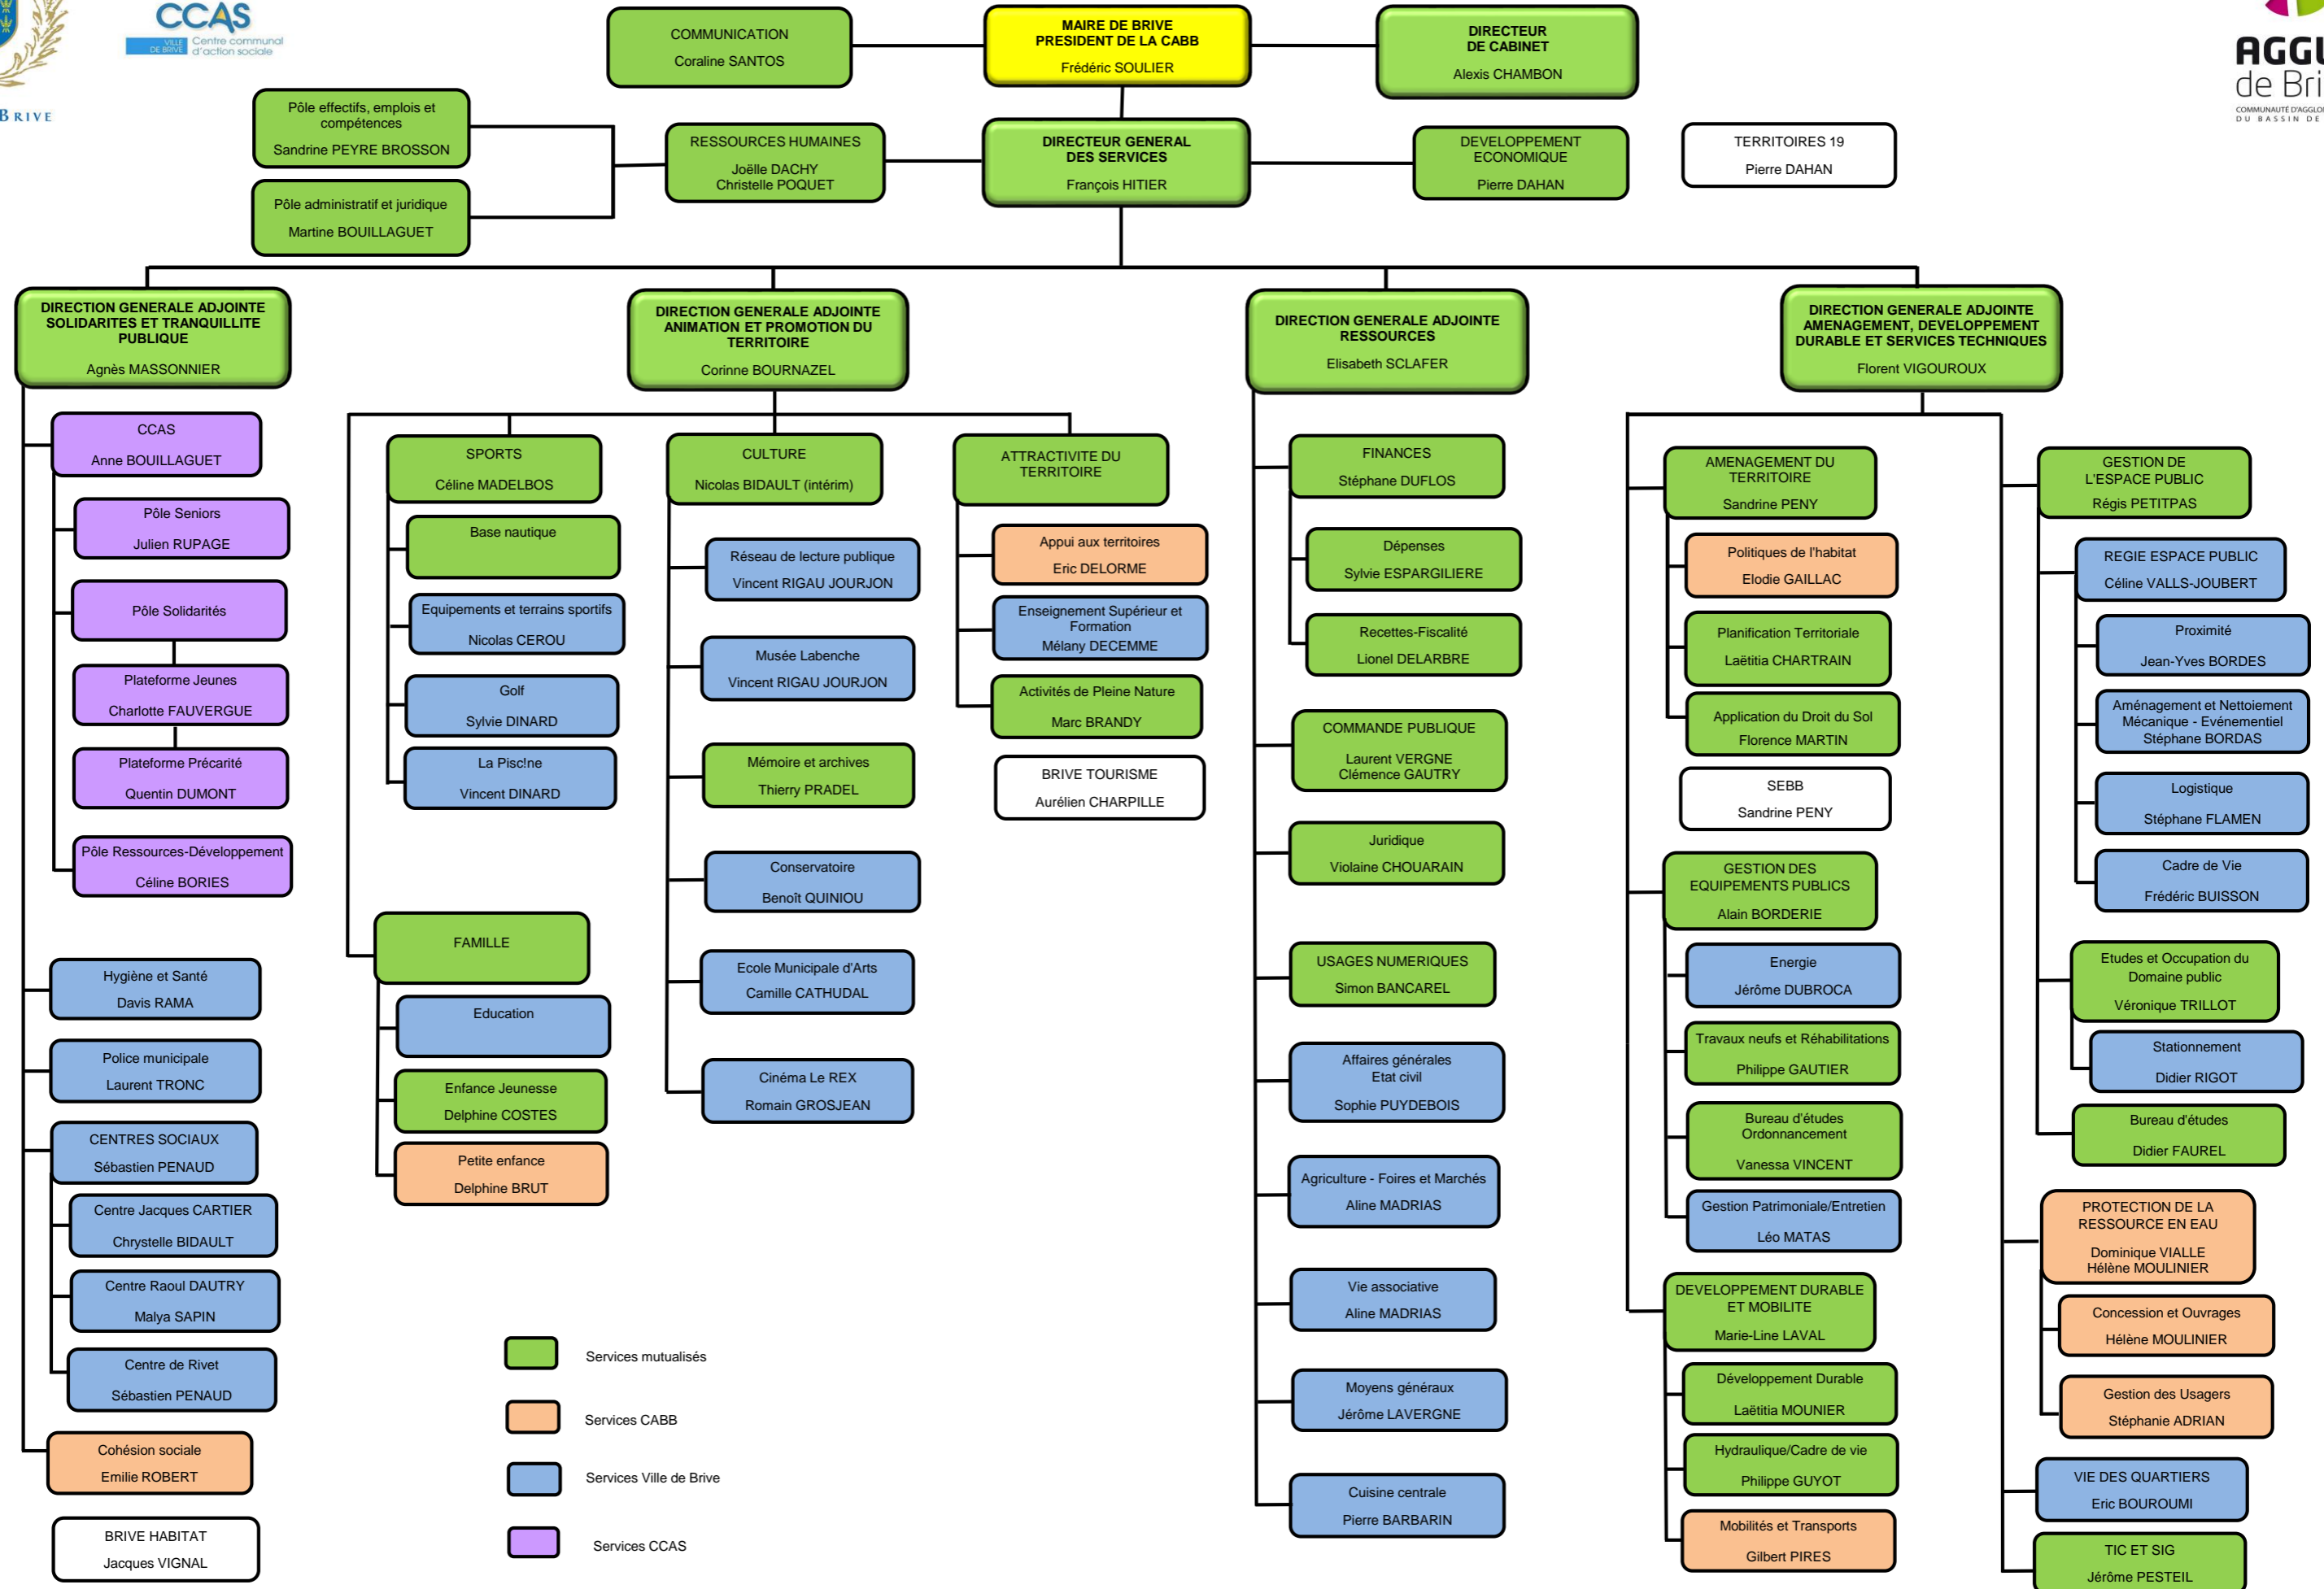 CCAS
VILLE
DE BRIVE
Centre communal
d'action sociale
BRIVE
AGGL
de Bri
COMMUNAUTÉ D'AGGLO
DU BASSIN DE
COMMUNICATION
Coraline SANTOS
MAIRE DE BRIVE
PRESIDENT DE LA CABB
Frédéric SOULIER
DIRECTEUR
DE CABINET
Alexis CHAMBON
Pôle effectifs, emplois et
compétences
Sandrine PEYRE BROSSON
Pôle administratif et juridique
Martine BOUILLAGUET
RESSOURCES HUMAINES
Joëlle DACHY
Christelle POQUET
DIRECTEUR GENERAL
DES SERVICES
François HITIER
DEVELOPPEMENT
ECONOMIQUE
Pierre DAHAN
TERRITOIRES 19
Pierre DAHAN
DIRECTION GENERALE ADJOINTE
SOLIDARITES ET TRANQUILLITE
PUBLIQUE
Agnès MASSONNIER
CCAS
Anne BOUILLAGUET
Pôle Seniors
Julien RUPAGE
Pôle Solidarités
Plateforme Jeunes
Charlotte FAUVERGUE
Plateforme Précarité
Quentin DUMONT
Pôle Ressources-Développement
Céline BORIES
Hygiène et Santé
Davis RAMA
Police municipale
Laurent TRONC
CENTRES SOCIAUX
Sébastien PENAUD
Centre Jacques CARTIER
Chrystelle BIDAULT
Centre Raoul DAUTRY
Malya SAPIN
Centre de Rivet
Sébastien PENAUD
Cohésion sociale
Emilie ROBERT
BRIVE HABITAT
Jacques VIGNAL
DIRECTION GENERALE ADJOINTE
ANIMATION ET PROMOTION DU
TERRITOIRE
Corinne BOURNAZEL
SPORTS
Céline MADELBOS
Base nautique
Equipements et terrains sportifs
Nicolas CEROU
Golf
Sylvie DINARD
La Pisc!ne
Vincent DINARD
FAMILLE
Education
Enfance Jeunesse
Delphine COSTES
Petite enfance
Delphine BRUT
CULTURE
Nicolas BIDAULT (intérim)
Réseau de lecture publique
Vincent RIGAU JOURJON
Musée Labenche
Vincent RIGAU JOURJON
Mémoire et archives
Thierry PRADEL
Conservatoire
Benoît QUINIOU
Ecole Municipale d'Arts
Camille CATHUDAL
Cinéma Le REX
Romain GROSJEAN
ATTRACTIVITE DU
TERRITOIRE
Appui aux territoires
Eric DELORME
Enseignement Supérieur et
Formation
Mélany DECEMME
Activités de Pleine Nature
Marc BRANDY
BRIVE TOURISME
Aurélien CHARPILLE
DIRECTION GENERALE ADJOINTE
RESSOURCES
Elisabeth SCLAFER
FINANCES
Stéphane DUFLOS
Dépenses
Sylvie ESPARGILIERE
Recettes-Fiscalité
Lionel DELARBRE
COMMANDE PUBLIQUE
Laurent VERGNE
Clémence GAUTRY
Juridique
Violaine CHOUARAIN
USAGES NUMERIQUES
Simon BANCAREL
Affaires générales
Etat civil
Sophie PUYDEBOIS
Agriculture - Foires et Marchés
Aline MADRIAS
Vie associative
Aline MADRIAS
Moyens généraux
Jérôme LAVERGNE
Cuisine centrale
Pierre BARBARIN
DIRECTION GENERALE ADJOINTE
AMENAGEMENT, DEVELOPPEMENT
DURABLE ET SERVICES TECHNIQUES
Florent VIGOUROUX
AMENAGEMENT DU
TERRITOIRE
Sandrine PENY
Politiques de l'habitat
Elodie GAILLAC
Planification Territoriale
Laëtitia CHARTRAIN
Application du Droit du Sol
Florence MARTIN
SEBB
Sandrine PENY
GESTION DES
EQUIPEMENTS PUBLICS
Alain BORDERIE
Energie
Jérôme DUBROCA
Travaux neufs et Réhabilitations
Philippe GAUTIER
Bureau d'études
Ordonnancement
Vanessa VINCENT
Gestion Patrimoniale/Entretien
Léo MATAS
DEVELOPPEMENT DURABLE
ET MOBILITE
Marie-Line LAVAL
Développement Durable
Laëtitia MOUNIER
Hydraulique/Cadre de vie
Philippe GUYOT
Mobilités et Transports
Gilbert PIRES
GESTION DE
L'ESPACE PUBLIC
Régis PETITPAS
REGIE ESPACE PUBLIC
Céline VALLS-JOUBERT
Proximité
Jean-Yves BORDES
Aménagement et Nettoiement
Mécanique - Evénementiel
Stéphane BORDAS
Logistique
Stéphane FLAMEN
Cadre de Vie
Frédéric BUISSON
Etudes et Occupation du
Domaine public
Véronique TRILLOT
Stationnement
Didier RIGOT
Bureau d'études
Didier FAUREL
PROTECTION DE LA
RESSOURCE EN EAU
Dominique VIALLE
Hélène MOULINIER
Concession et Ouvrages
Hélène MOULINIER
Gestion des Usagers
Stéphanie ADRIAN
VIE DES QUARTIERS
Eric BOUROUMI
TIC ET SIG
Jérôme PESTEIL
Services mutualisés
Services CABB
Services Ville de Brive
Services CCAS